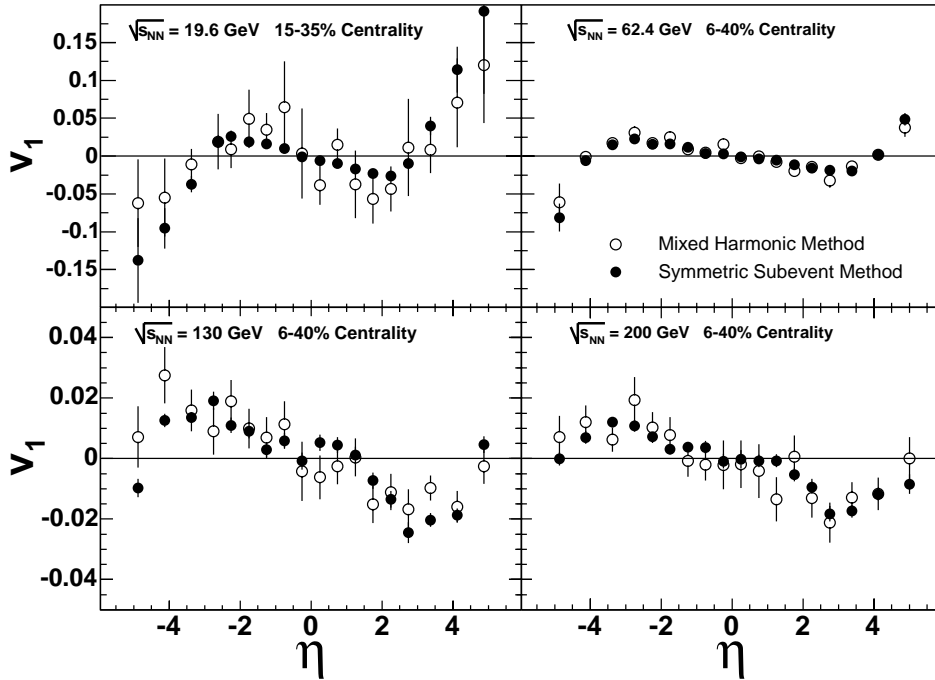 √sNN = 19.6 GeV 15-35% Centrality
√sNN = 62.4 GeV 6-40% Centrality
0.15
0.1
0.05
0
-0.05
-0.1
-0.15
v1
Mixed Harmonic Method
Symmetric Subevent Method
√sNN = 130 GeV 6-40% Centrality
√sNN = 200 GeV 6-40% Centrality
0.04
0.02
0
-0.02
-0.04
v1
-4 -2 0 2 4
-4 -2 0 2 4
η
η